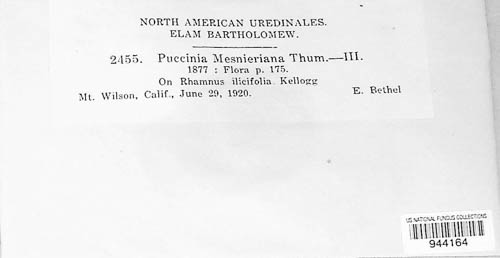 NORTH AMERICAN UREDINALES.
ELAM BARTHOLOMEW.
2455. Puccinia Mesnieriana Thum.—III.
1877 : Flora p. 175.
On Rhamnus ilicifolia Kellogg
Mt. Wilson, Calif., June 29, 1920. E. Bethel
US NATIONAL FUNGUS COLLECTIONS
944164